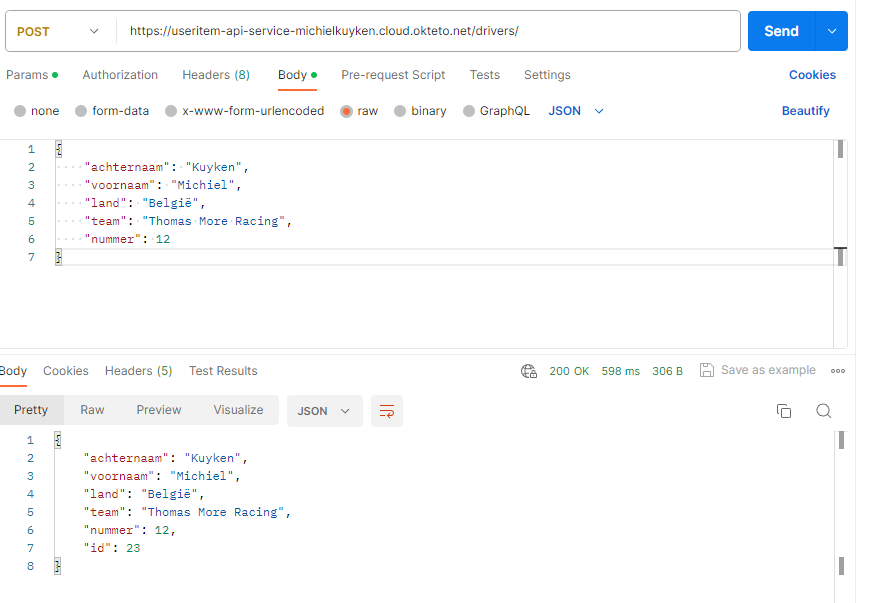 POST https://useritem-api-service-michielkuyken.cloud.okteto.net/drivers/ Send
Params Authorization Headers (8) Body Pre-request Script Tests Settings Cookies
none form-data x-www-form-urlencoded raw binary GraphQL JSON Beautify
1 {
2 ····"achternaam":·"Kuyken",
3 ····"voornaam":·"Michiel",
4 ····"land":·"België",
5 ····"team":·"Thomas·More·Racing",
6 ····"nummer":·12
7 }
Body Cookies Headers (5) Test Results 200 OK 598 ms 306 B Save as example
Pretty Raw Preview Visualize JSON
1 {
2 "achternaam": "Kuyken",
3 "voornaam": "Michiel",
4 "land": "België",
5 "team": "Thomas More Racing",
6 "nummer": 12,
7 "id": 23
8 }